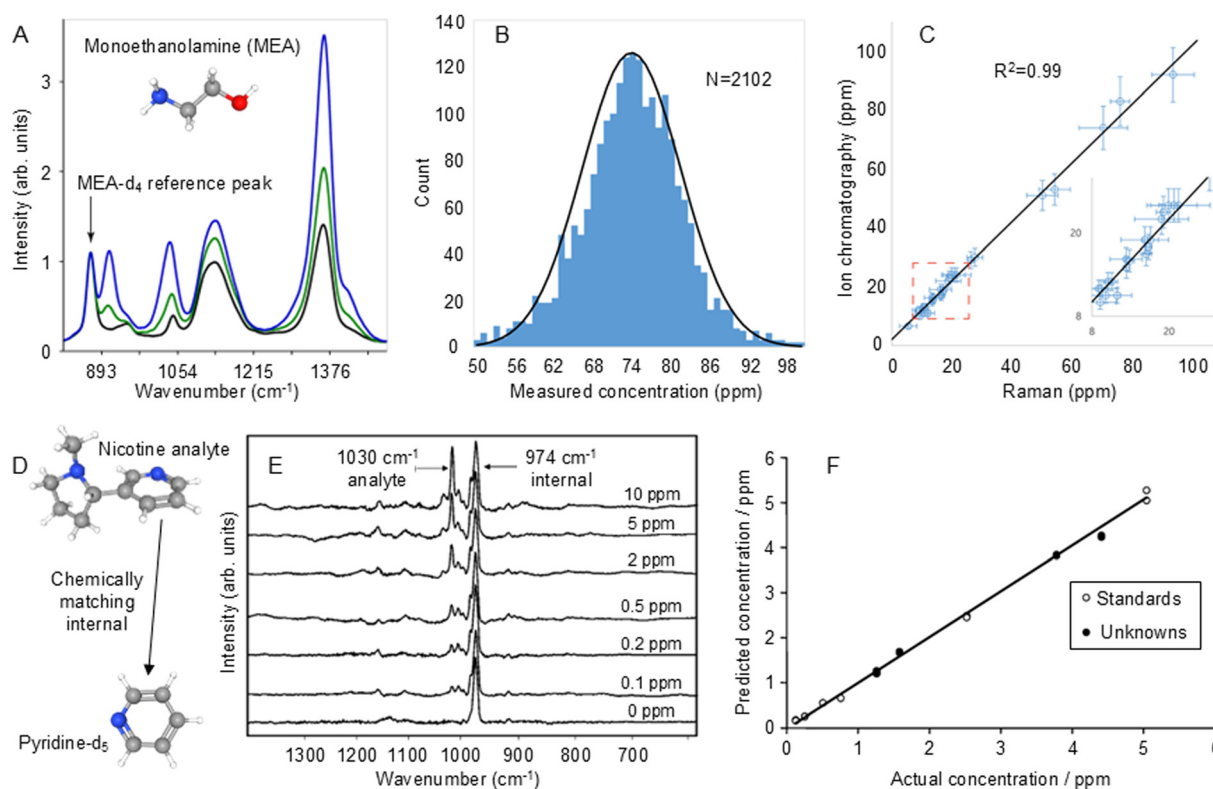 A
Monoethanolamine (MEA)
MEA-d4 reference peak
Intensity (arb. units)
3
2
1
0
893 1054 1215 1376
Wavenumber (cm-1)
B
N=2102
Count
140
120
100
80
60
40
20
0
50 56 62 68 74 80 86 92 98
Measured concentration (ppm)
C
R2=0.99
Ion chromatography (ppm)
100
80
60
40
20
0
0 20 40 60 80 100
Raman (ppm)
20
8
8 20
D
Nicotine analyte
Chemically
matching
internal
Pyridine-d5
E
1030 cm-1
analyte
974 cm-1
internal
10 ppm
5 ppm
2 ppm
0.5 ppm
0.2 ppm
0.1 ppm
0 ppm
Intensity (arb. units)
1300 1200 1100 1000 900 800 700
Wavenumber (cm-1)
F
Predicted concentration / ppm
6
5
4
3
2
1
0
0 1 2 3 4 5 6
Actual concentration / ppm
Standards
Unknowns